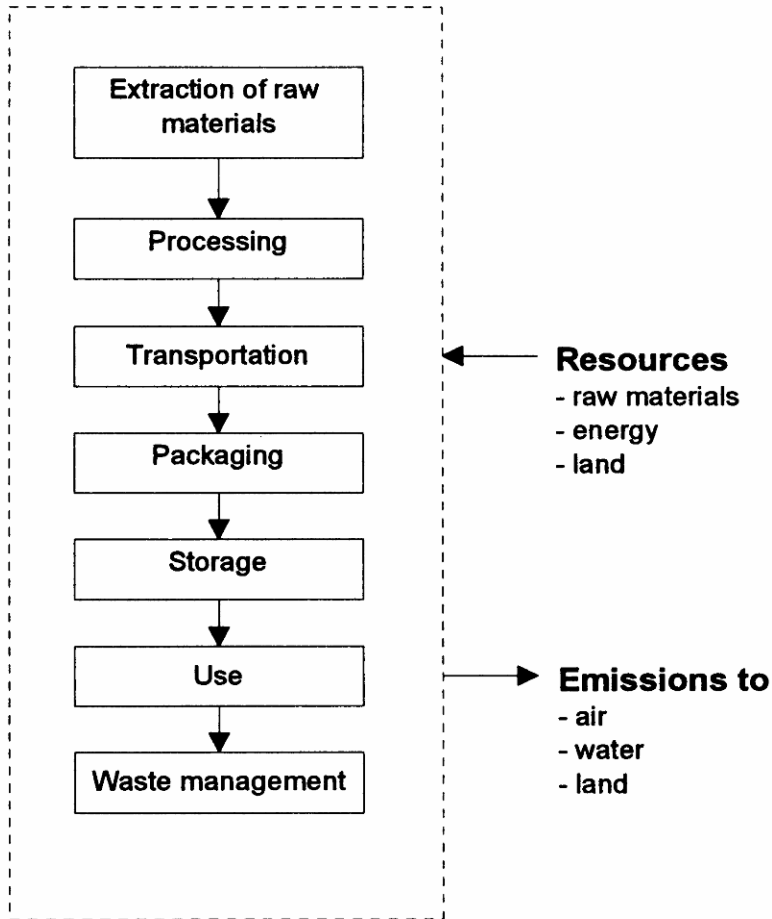 Extraction of raw
materials
Processing
Transportation
Packaging
Storage
Use
Waste management
Resources
- raw materials
- energy
- land
Emissions to
- air
- water
- land